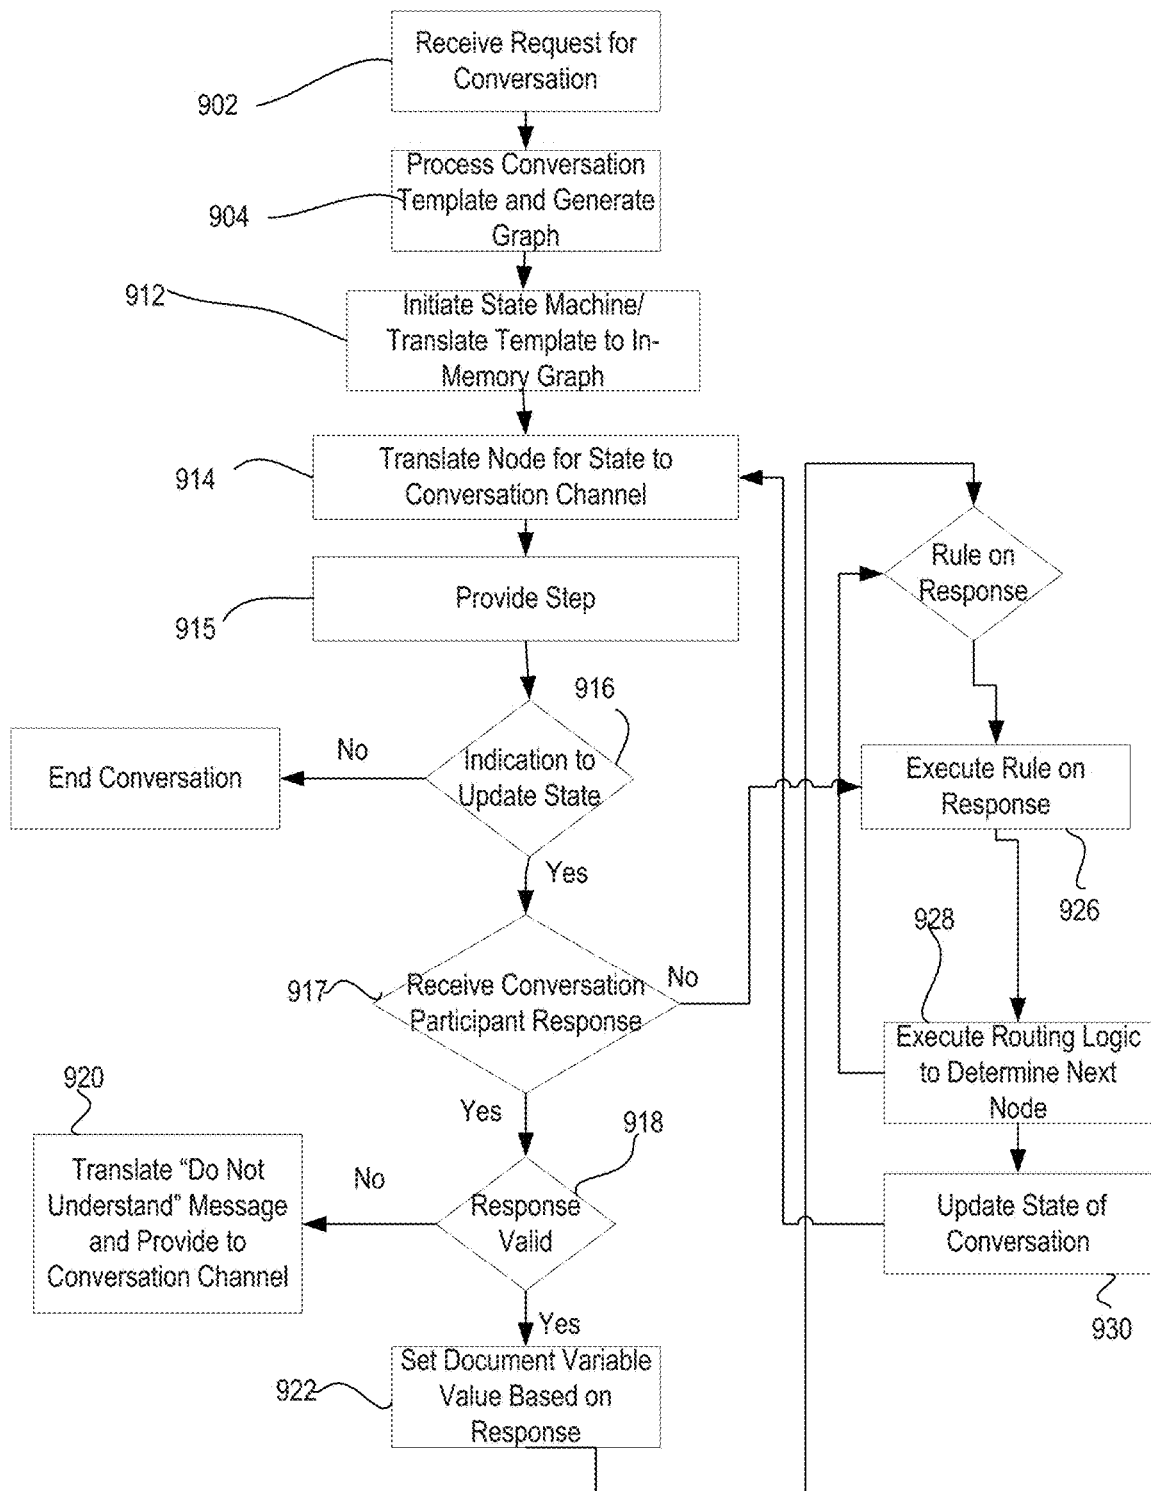 Receive Request for
Conversation
902
Process Conversation
Template and Generate
Graph
904
912
Initiate State Machine/
Translate Template to In-
Memory Graph
914
Translate Node for State to
Conversation Channel
Provide Step
915
916
Indication to
Update State
No
End Conversation
Yes
917
Receive Conversation
Participant Response
No
Yes
918
Response
Valid
No
920
Translate “Do Not
Understand” Message
and Provide to
Conversation Channel
Yes
922
Set Document Variable
Value Based on
Response
Rule on
Response
Execute Rule on
Response
926
928
Execute Routing Logic
to Determine Next
Node
Update State of
Conversation
930